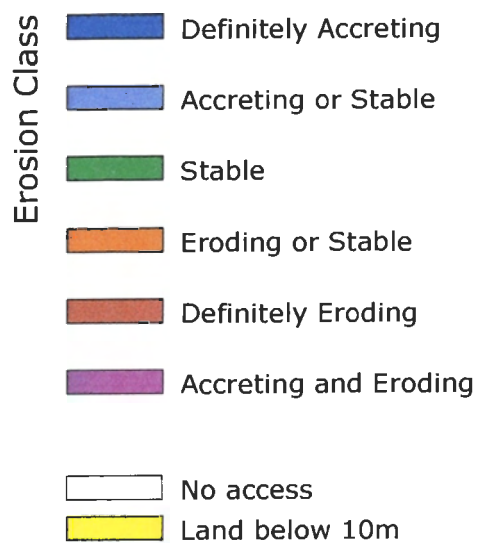 Erosion Class
Definitely Accreting
Accreting or Stable
Stable
Eroding or Stable
Definitely Eroding
Accreting and Eroding
No access
Land below 10m